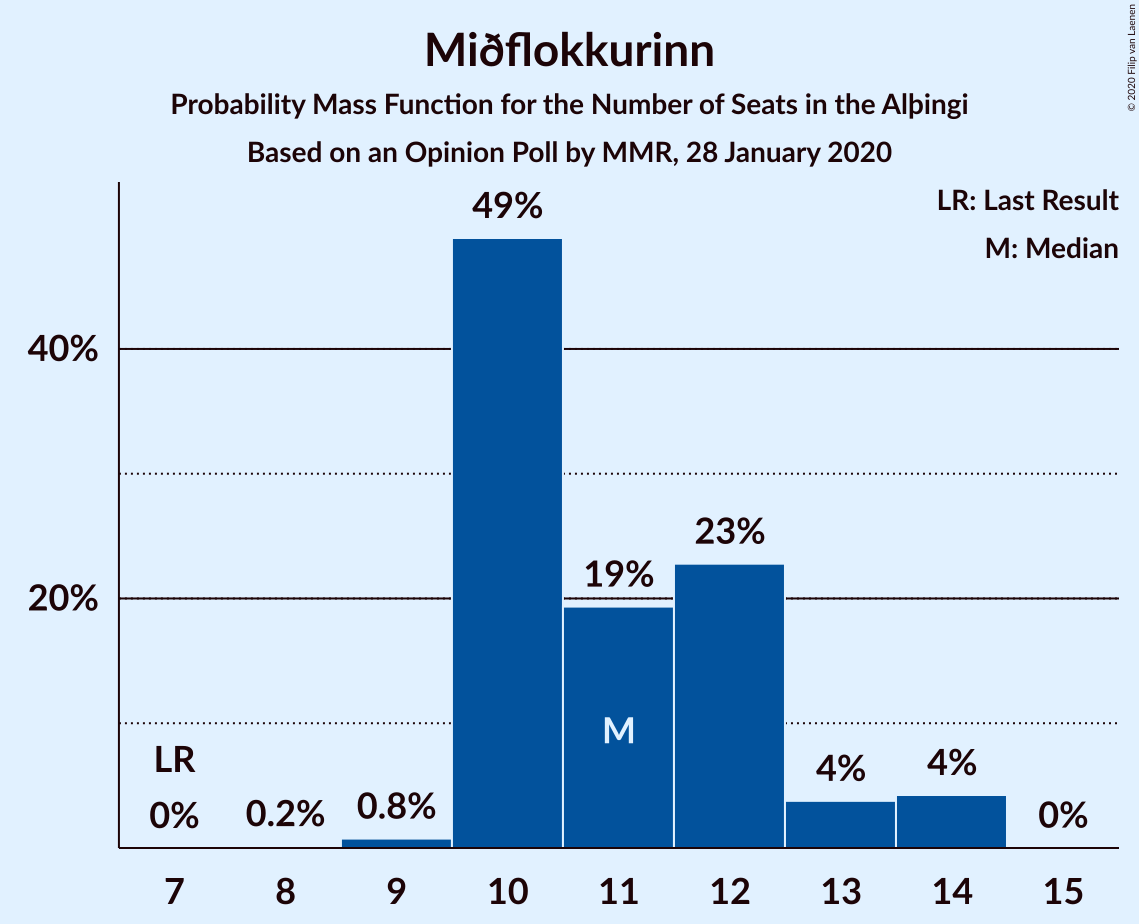 Miðflokkurinn
Probability Mass Function for the Number of Seats in the Alþingi
Based on an Opinion Poll by MMR, 28 January 2020
© 2020 Filip van Laenen
LR: Last Result
M: Median
40%
20%
LR
0%
0.2%
0.8%
49%
19%
M
23%
4%
4%
0%
7 8 9 10 11 12 13 14 15